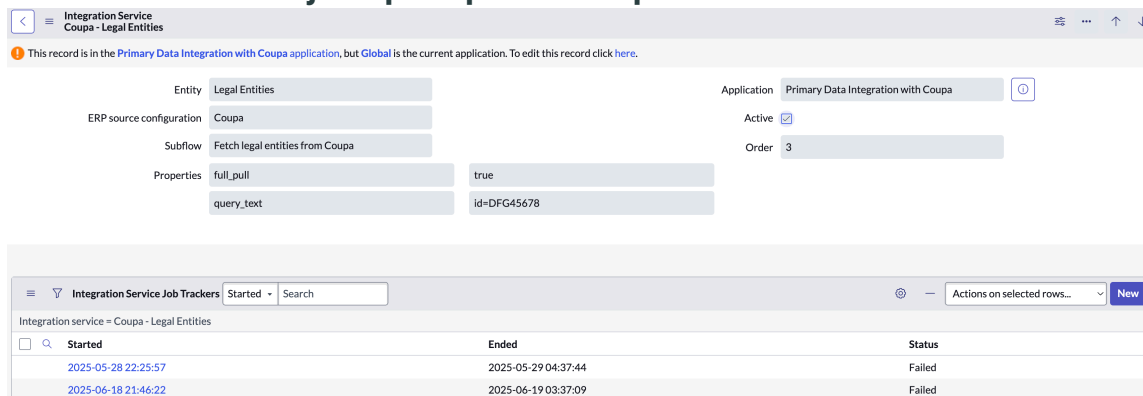 Integration Service
Coupa - Legal Entities
This record is in the Primary Data Integration with Coupa application, but Global is the current application. To edit this record click here.
Entity Legal Entities
Application Primary Data Integration with Coupa
ERP source configuration Coupa
Active
Subflow Fetch legal entities from Coupa
Order 3
Properties full_pull true
query_text id=DFG45678
Integration Service Job Trackers Started Search Actions on selected rows... New
Integration service = Coupa - Legal Entities
Started Ended Status
2025-05-28 22:25:57 2025-05-29 04:37:44 Failed
2025-06-18 21:46:22 2025-06-19 03:37:09 Failed